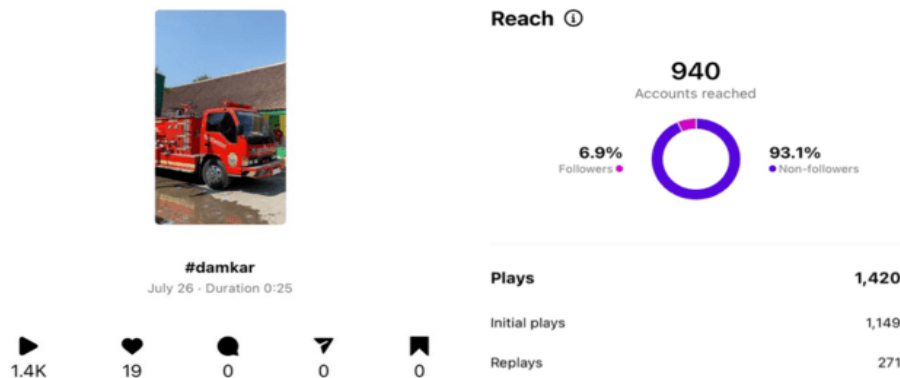 #damkar
July 26 · Duration 0:25
1.4K
19
0
0
0
Reach
940
Accounts reached
6.9%
Followers
93.1%
Non-followers
Plays
1,420
Initial plays
1,149
Replays
271